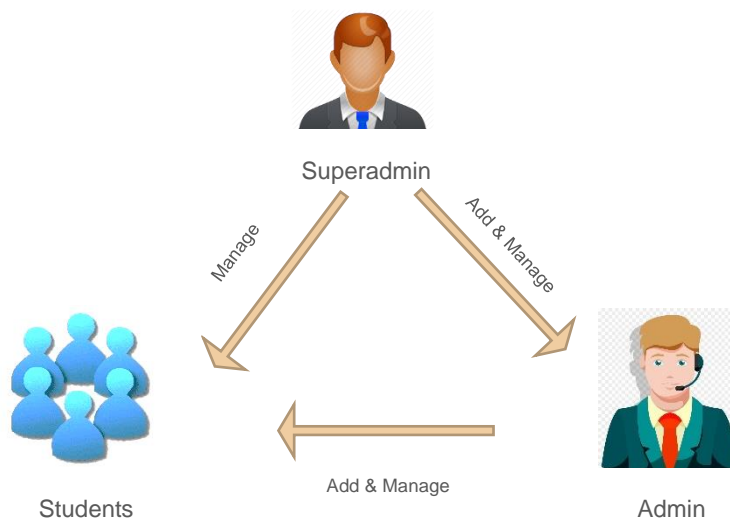 Superadmin
Manage
Add & Manage
Add & Manage
Students
Admin